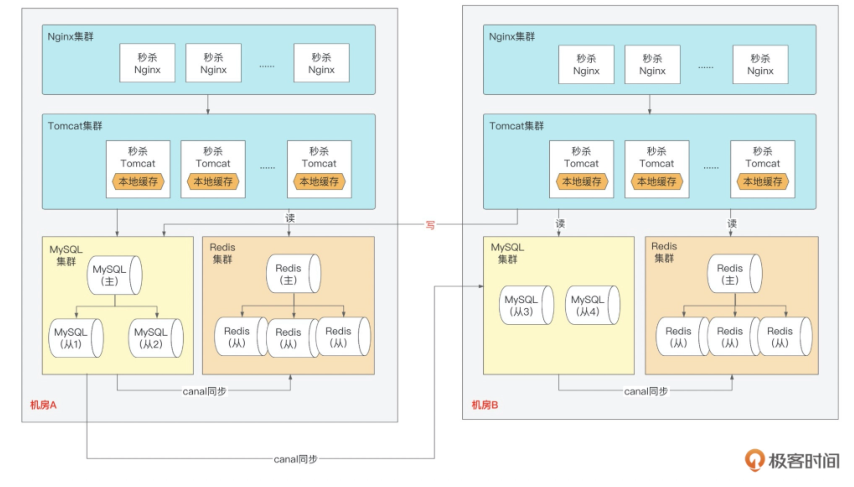 Nginx集群
秒杀
Nginx
秒杀
Nginx
......
秒杀
Nginx
Tomcat集群
秒杀
Tomcat
本地缓存
秒杀
Tomcat
本地缓存
......
秒杀
Tomcat
本地缓存
读
MySQL
集群
MySQL
(主)
MySQL
(从1)
MySQL
(从2)
Redis
集群
Redis
(主)
Redis
(从)
Redis
(从)
Redis
(从)
canal同步
机房A
写
canal同步
Nginx集群
秒杀
Nginx
秒杀
Nginx
......
秒杀
Nginx
Tomcat集群
秒杀
Tomcat
本地缓存
秒杀
Tomcat
本地缓存
......
秒杀
Tomcat
本地缓存
读
读
MySQL
集群
MySQL
(从3)
MySQL
(从4)
Redis
集群
Redis
(主)
Redis
(从)
Redis
(从)
Redis
(从)
canal同步
机房B
极客时间